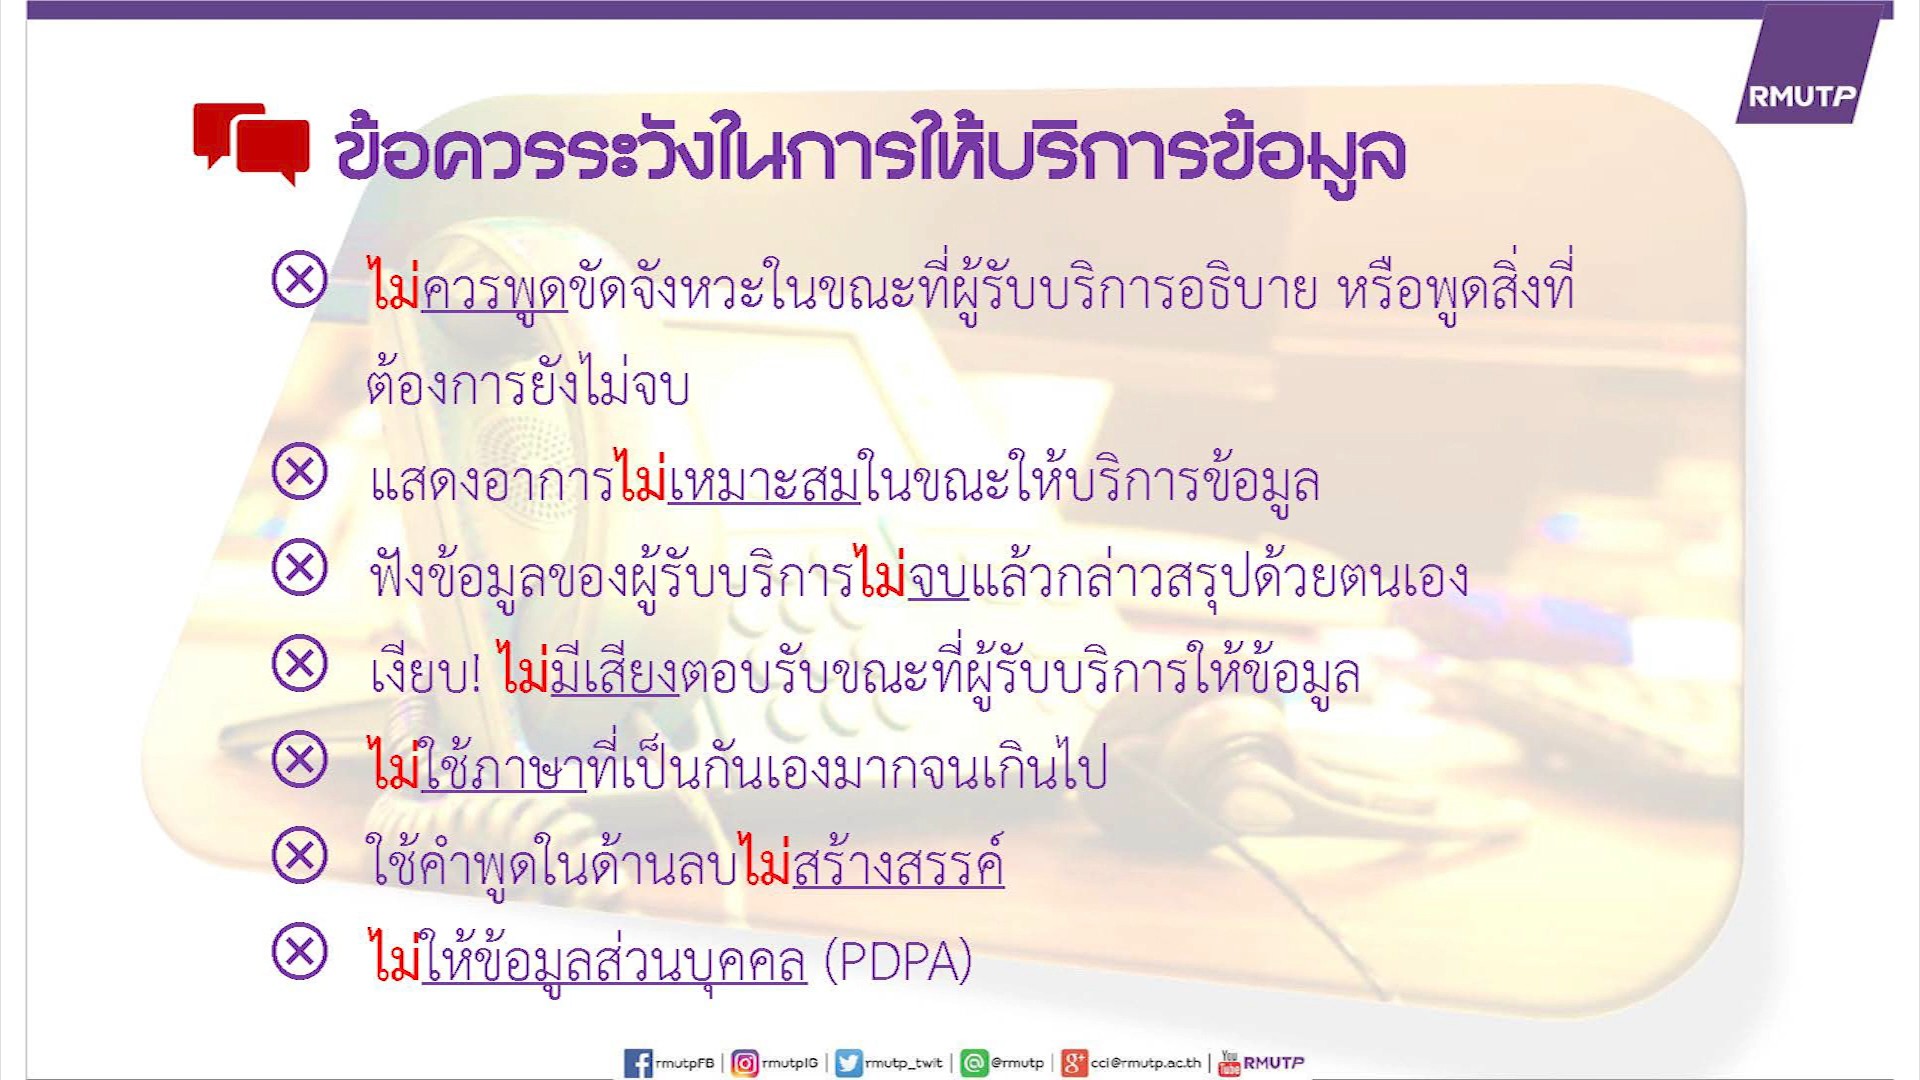 RMUTP
ข้อควรระวังในการให้บริการข้อมูล
ไม่ควรพูดขัดจังหวะในขณะที่ผู้รับบริการอธิบาย หรือพูดสิ่งที่
ต้องการยังไม่จบ
แสดงอาการไม่เหมาะสมในขณะให้บริการข้อมูล
ฟังข้อมูลของผู้รับบริการไม่จบแล้วกล่าวสรุปด้วยตนเอง
เงียบ! ไม่มีเสียงตอบรับขณะที่ผู้รับบริการให้ข้อมูล
ไม่ใช้ภาษาที่เป็นกันเองมากจนเกินไป
ใช้คำพูดในด้านลบไม่สร้างสรรค์
ไม่ให้ข้อมูลส่วนบุคคล (PDPA)
rmutpFB | rmutpIG | rmutp_twit | @rmutp | g+ cci@rmutp.ac.th | You Tube RMUTP